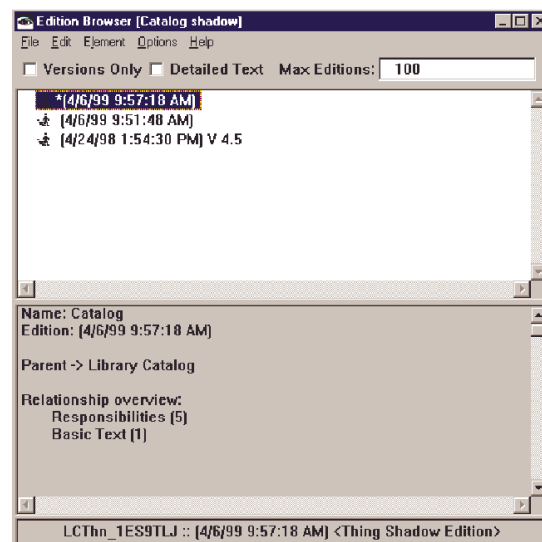 Edition Browser [Catalog shadow]
File Edit Element Options Help
Versions Only Detailed Text Max Editions: 100
*[4/6/99 9:57:18 AM]
[4/6/99 9:51:48 AM]
[4/24/98 1:54:30 PM] V 4.5
Name: Catalog
Edition: [4/6/99 9:57:18 AM]
Parent -> Library Catalog
Relationship overview:
Responsibilities (5)
Basic Text (1)
LCThn_1ES9TLJ :: [4/6/99 9:57:18 AM] <Thing Shadow Edition>